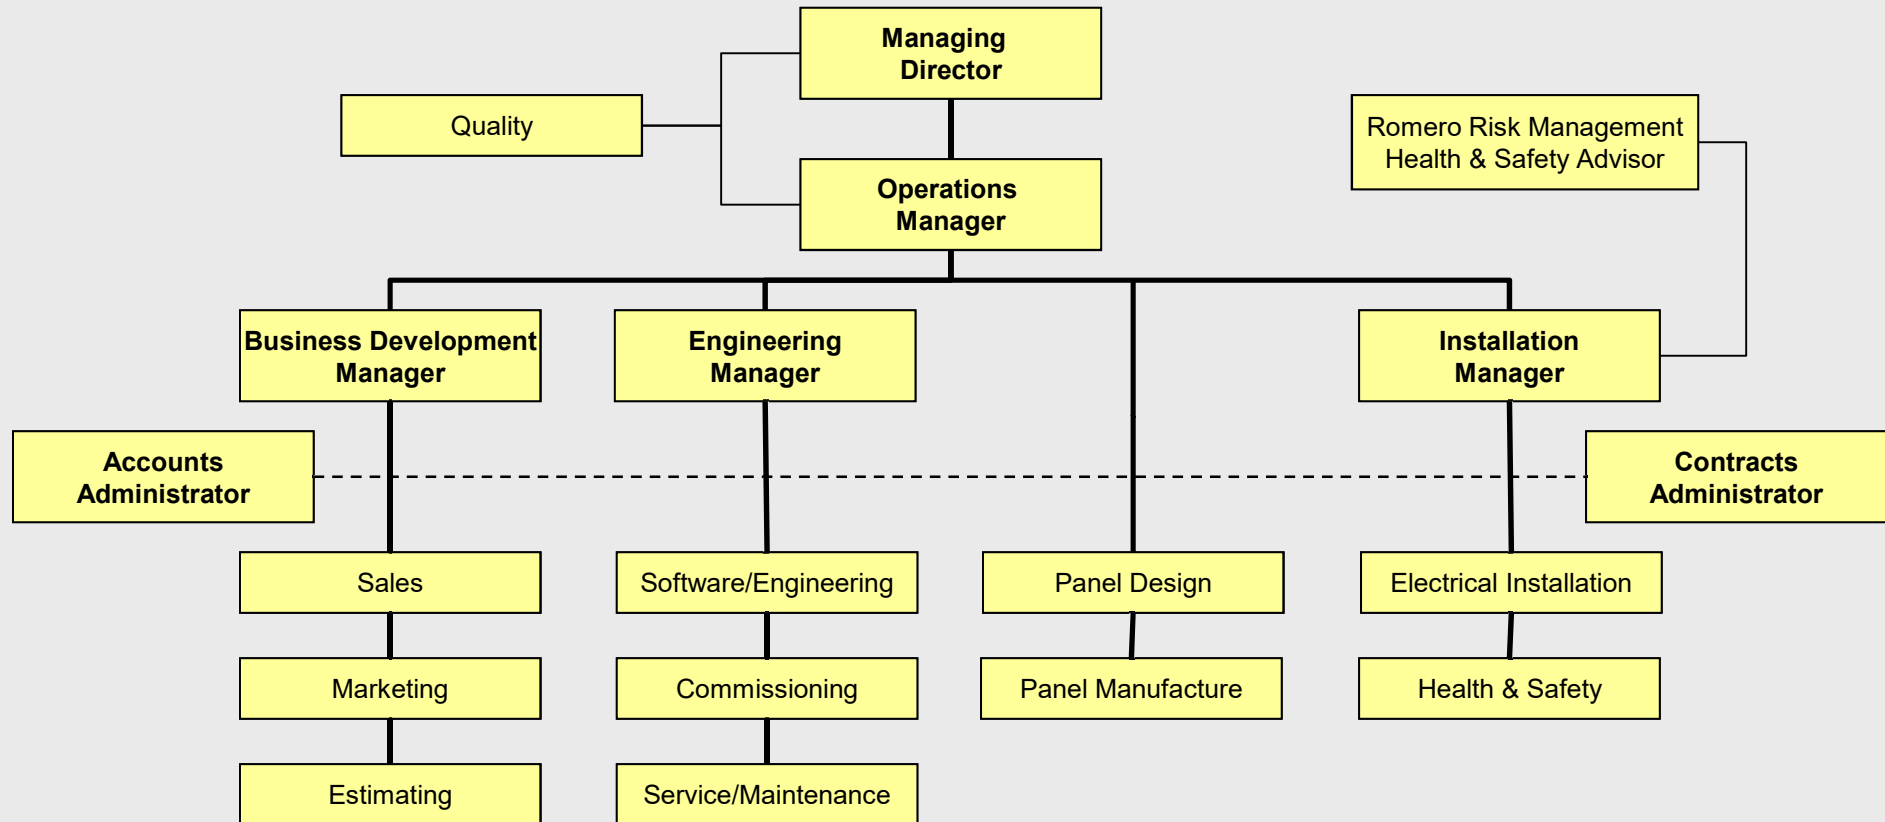 Managing
Director
Quality
Romero Risk Management
Health & Safety Advisor
Operations
Manager
Business Development
Manager
Engineering
Manager
Installation
Manager
Accounts
Administrator
Contracts
Administrator
Sales
Software/Engineering
Panel Design
Electrical Installation
Marketing
Commissioning
Panel Manufacture
Health & Safety
Estimating
Service/Maintenance